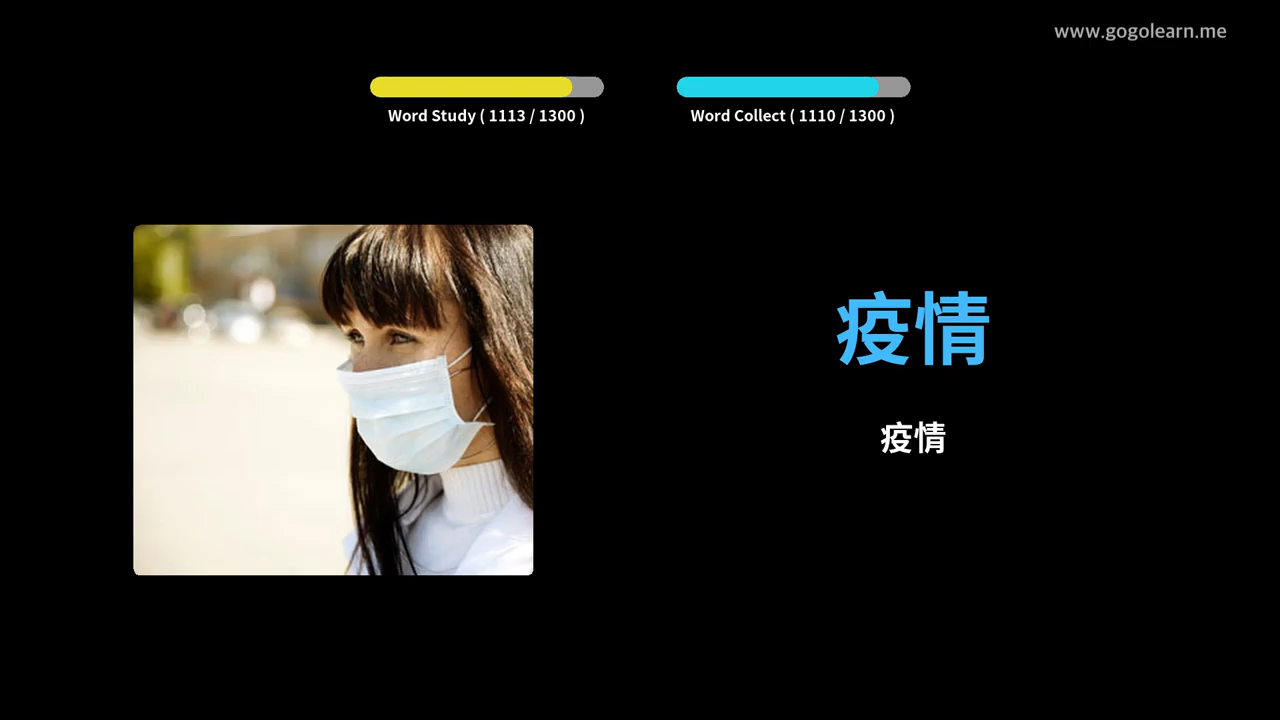 www.gogolearn.me
Word Study ( 1113 / 1300 )
Word Collect ( 1110 / 1300 )
疫情
疫情